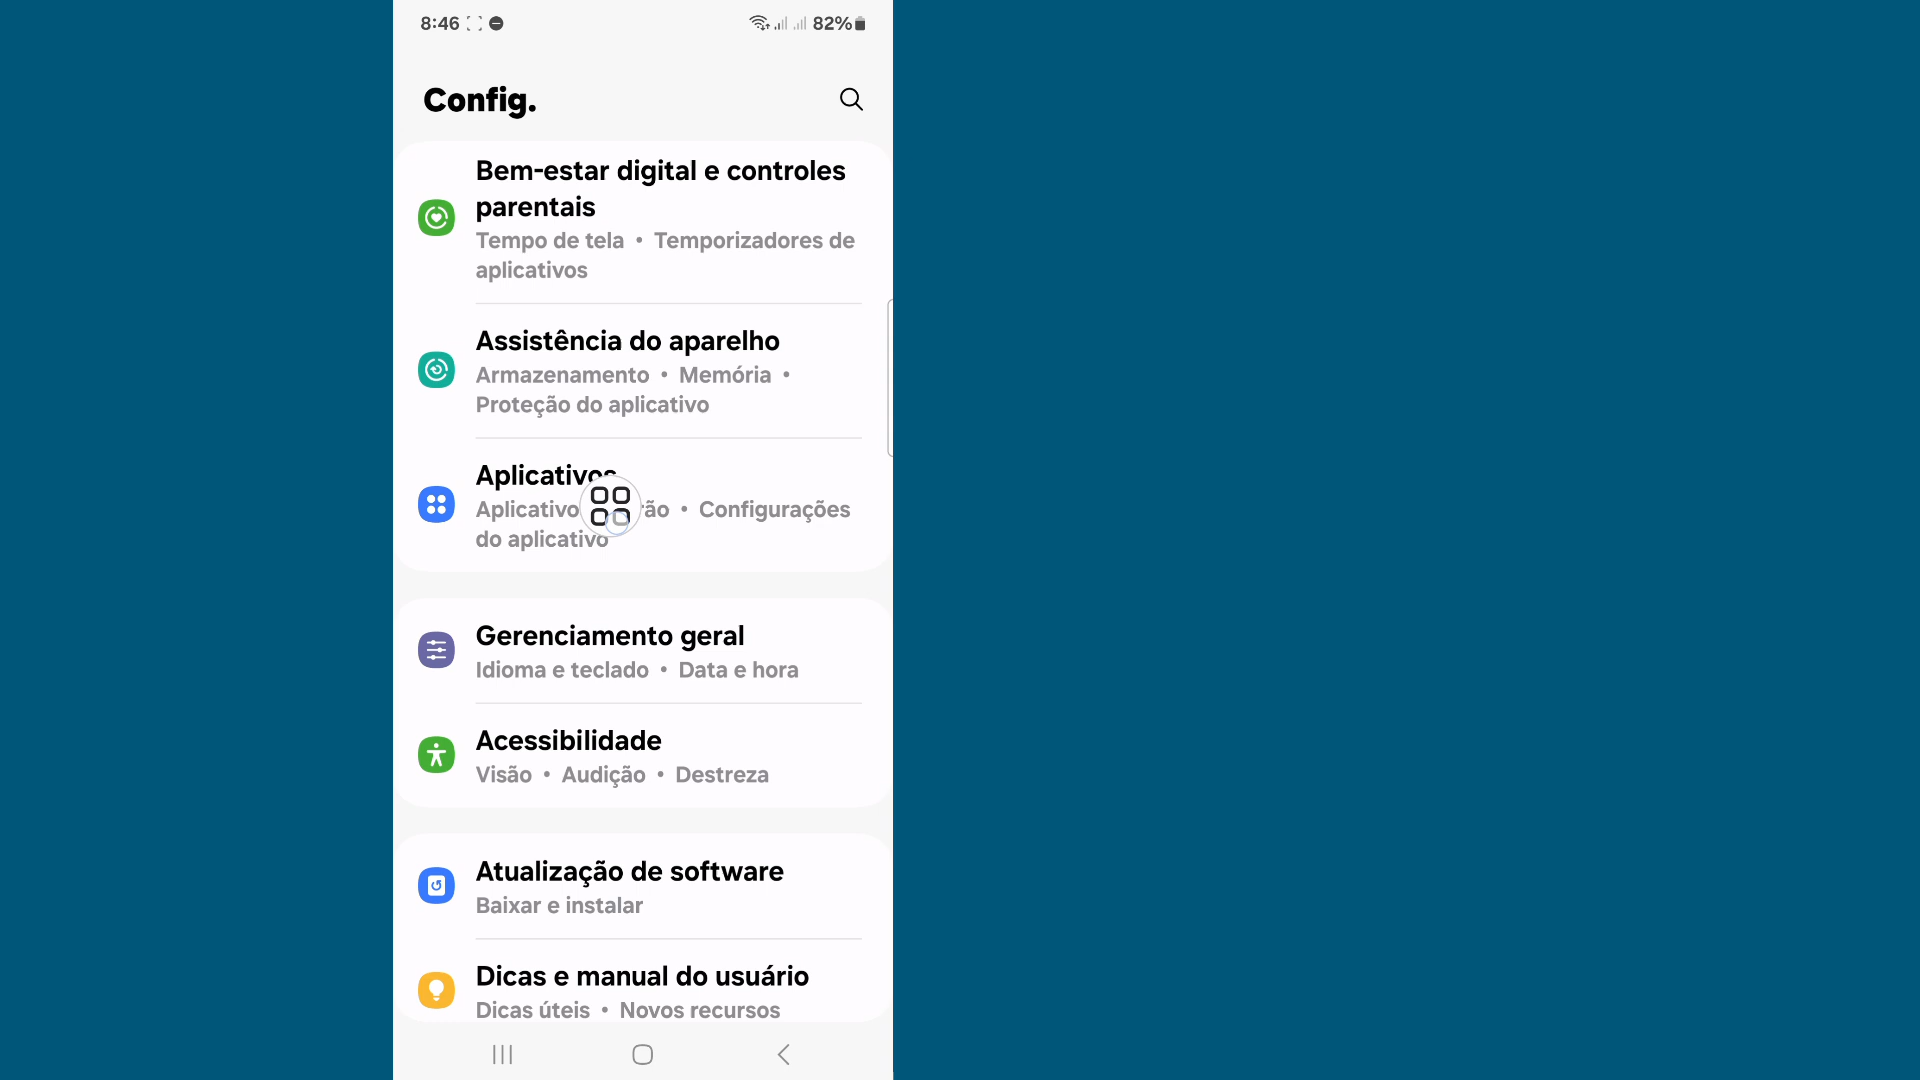 8:46
82%
Config.
Bem-estar digital e controles
parentais
Tempo de tela • Temporizadores de
aplicativos
Assistência do aparelho
Armazenamento • Memória •
Proteção do aplicativo
Aplicativos
Aplicativo ão • Configurações
do aplicativo
Gerenciamento geral
Idioma e teclado • Data e hora
Acessibilidade
Visão • Audição • Destreza
Atualização de software
Baixar e instalar
Dicas e manual do usuário
Dicas úteis • Novos recursos